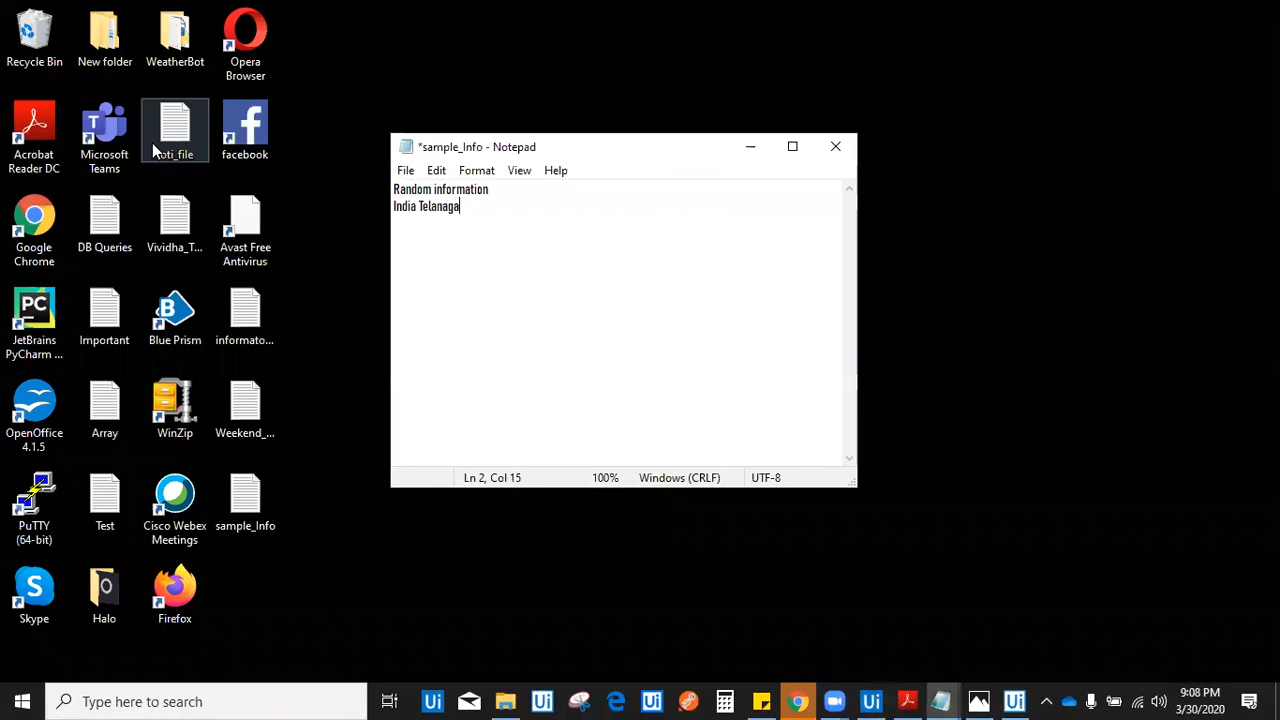 Recycle Bin
New folder
WeatherBot
Opera
Browser
Acrobat
Reader DC
Microsoft
Teams
oti_file
facebook
Google
Chrome
DB Queries
Vividha_T...
Avast Free
Antivirus
JetBrains
PyCharm ...
Important
Blue Prism
informato...
OpenOffice
4.1.5
Array
WinZip
Weekend_...
PuTTY
(64-bit)
Test
Cisco Webex
Meetings
sample_Info
Skype
Halo
Firefox
*sample_Info - Notepad
File Edit Format View Help
Random information
India Telanaga
Ln 2, Col 15 100% Windows (CRLF) UTF-8
Type here to search
9:08 PM
3/30/2020